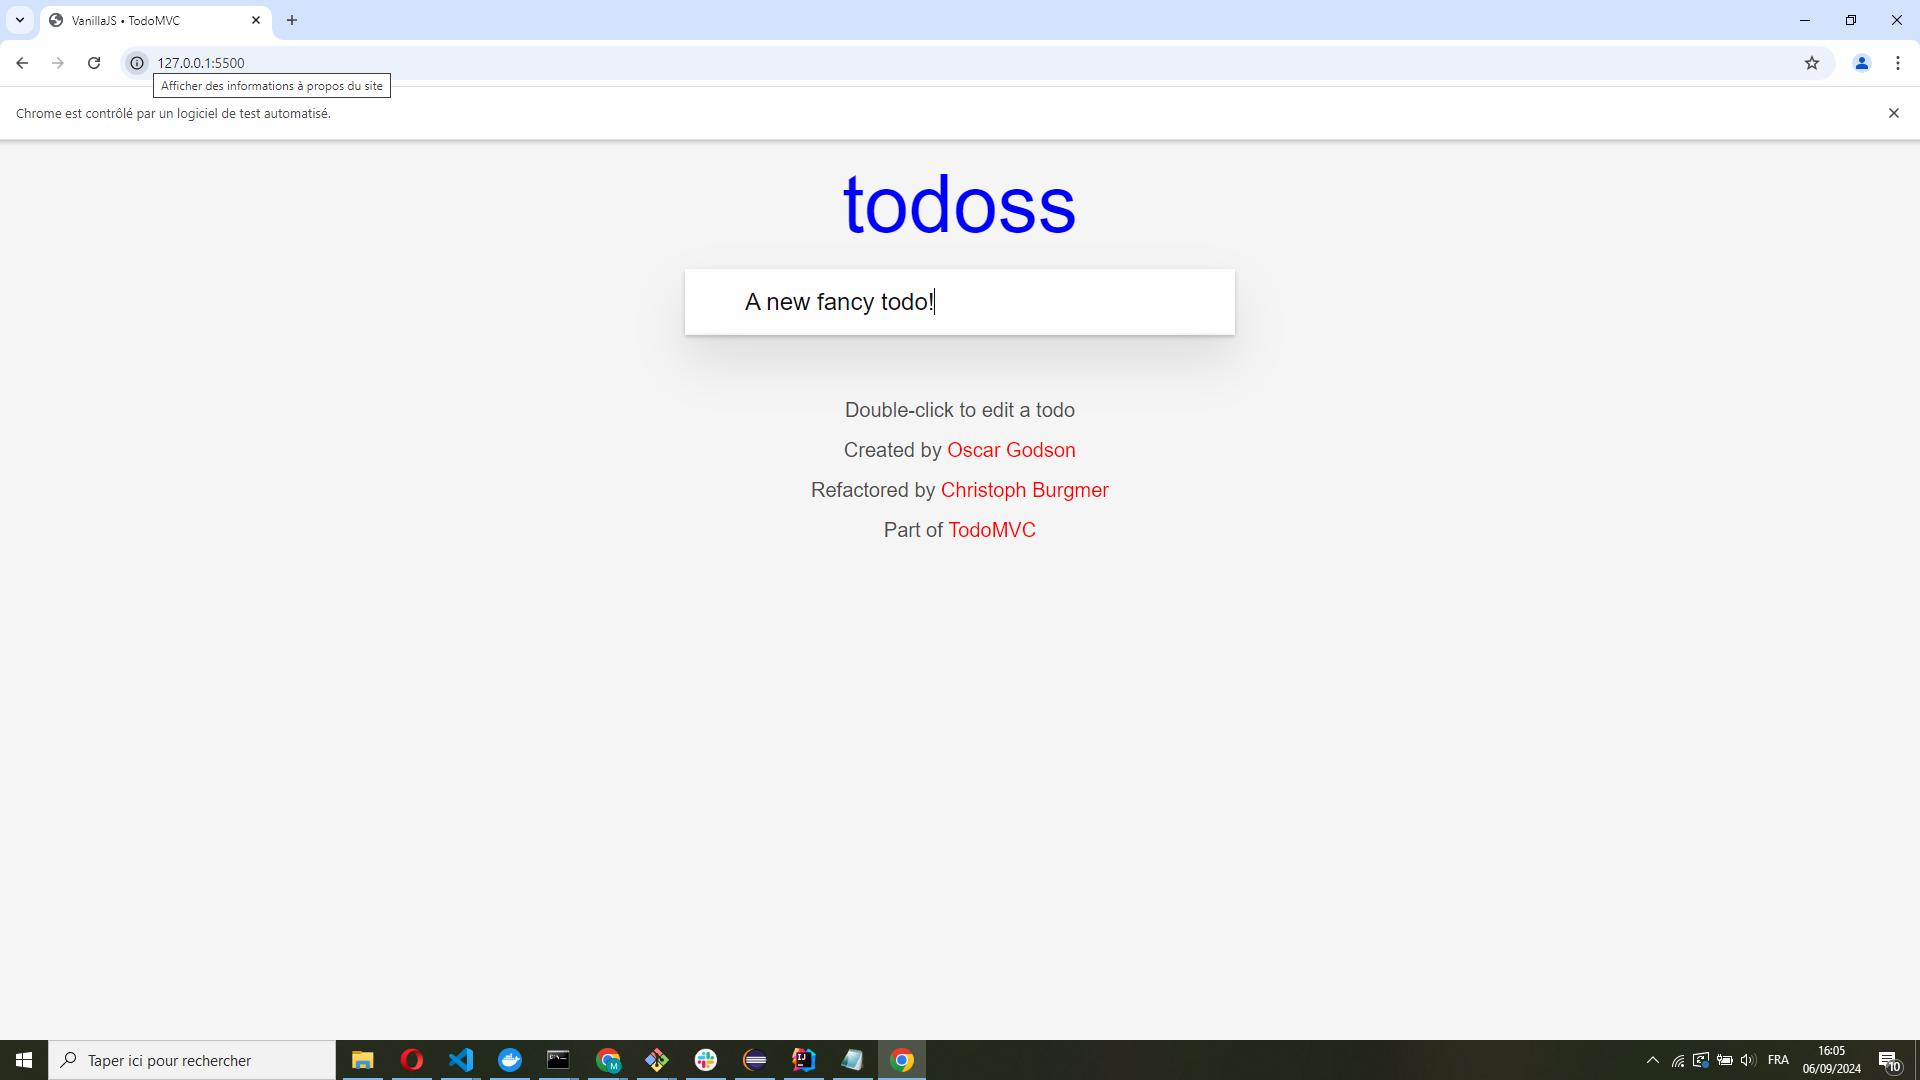 VanillaJS • TodoMVC
127.0.0.1:5500
Afficher des informations à propos du site
Chrome est contrôlé par un logiciel de test automatisé.
todoss
A new fancy todo!
Double-click to edit a todo
Created by Oscar Godson
Refactored by Christoph Burgmer
Part of TodoMVC
Taper ici pour rechercher
M
IJ
FRA
16:05
06/09/2024
10